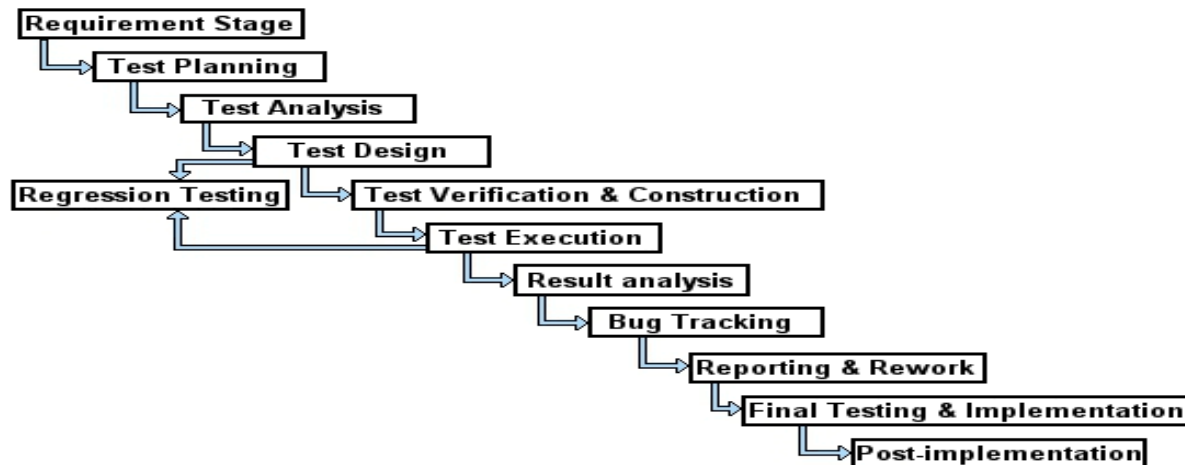 Requirement Stage
Test Planning
Test Analysis
Test Design
Regression Testing
Test Verification & Construction
Test Execution
Result analysis
Bug Tracking
Reporting & Rework
Final Testing & Implementation
Post-implementation